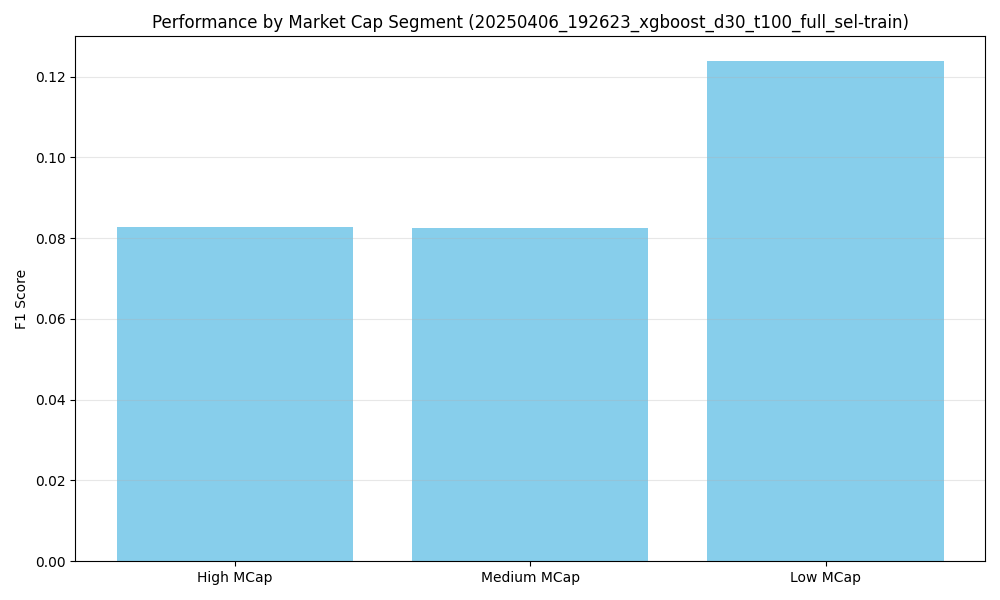 Performance by Market Cap Segment (20250406_192623_xgboost_d30_t100_full_sel-train)
F1 Score
0.12
0.10
0.08
0.06
0.04
0.02
0.00
High MCap
Medium MCap
Low MCap